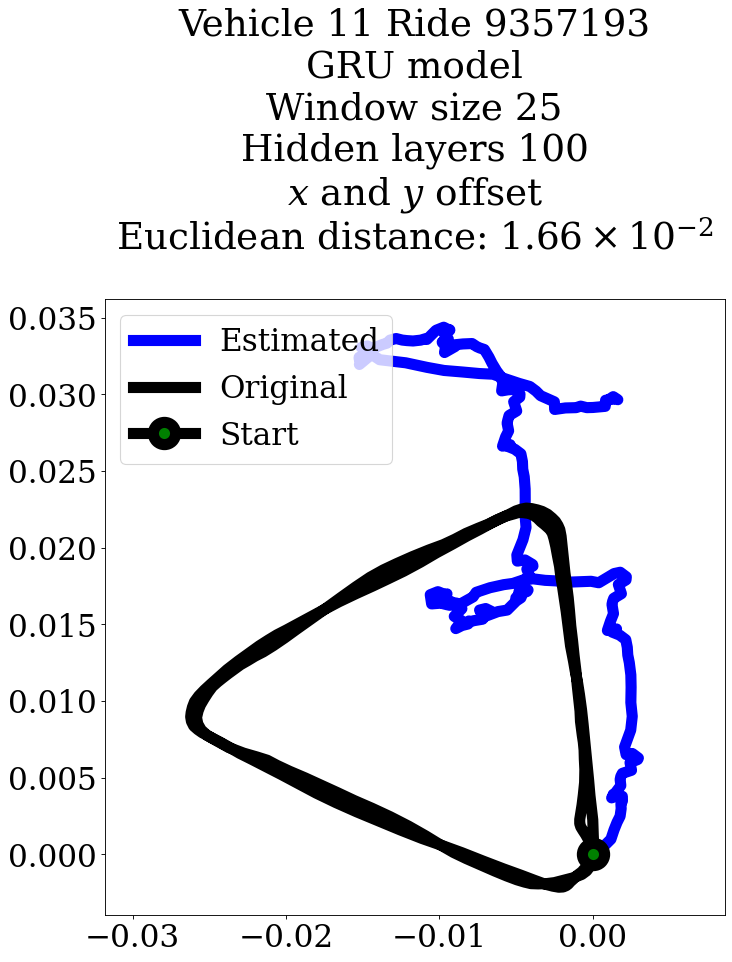 Vehicle 11 Ride 9357193
GRU model
Window size 25
Hidden layers 100
x and y offset
Euclidean distance: 1.66 × 10⁻²
0.035
0.030
0.025
0.020
0.015
0.010
0.005
0.000
Estimated
Original
Start
−0.03
−0.02
−0.01
0.00